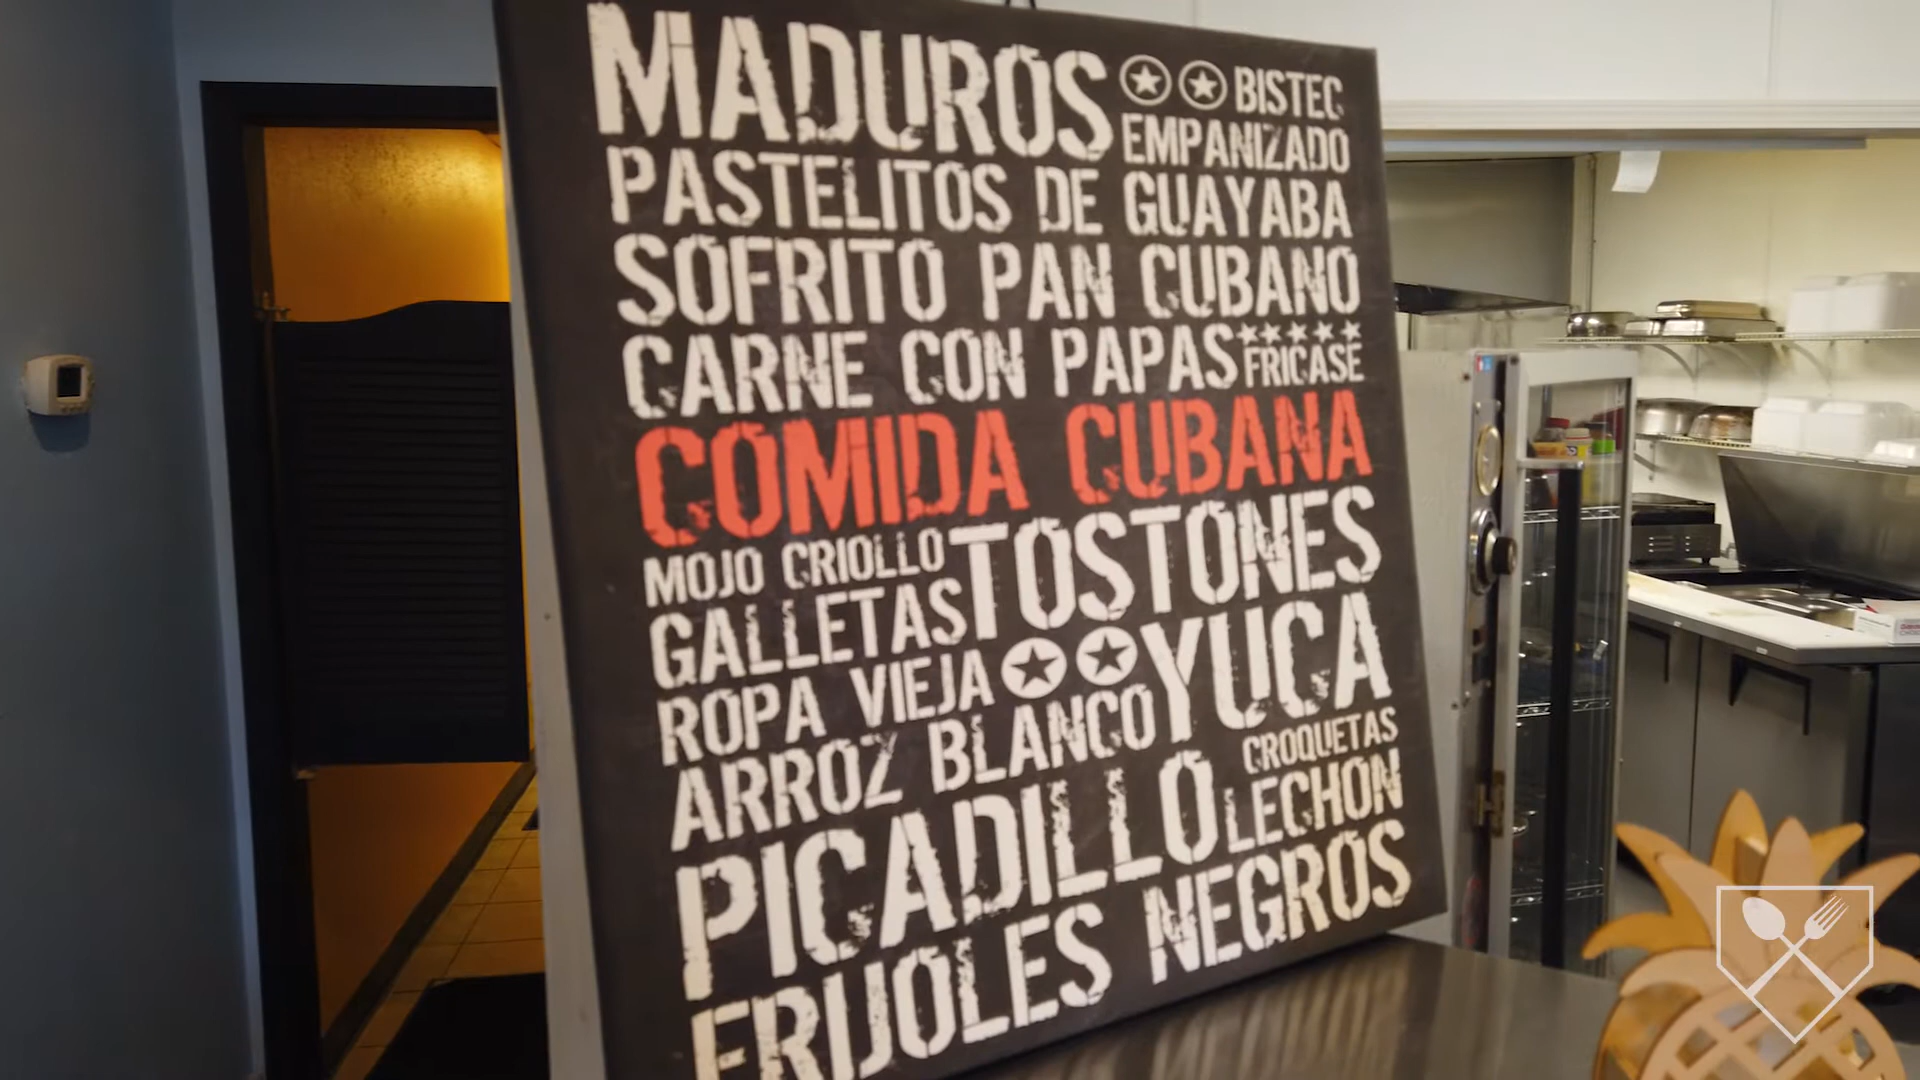 MADUROS BISTEC
EMPANIZADO
PASTELITOS DE GUAYABA
SOFRITO PAN CUBANO
CARNE CON PAPAS FRICASE
COMIDA CUBANA
MOJO CRIOLLO TOSTONES
GALLETAS
ROPA VIEJA YUCA
ARROZ BLANCO
CROQUETAS
PICADILLO LECHON
FRIJOLES NEGROS